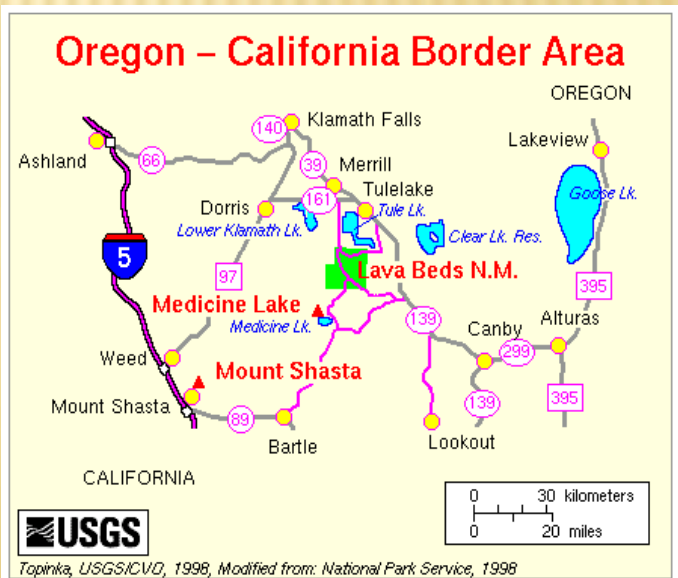 Oregon – California Border Area
OREGON
140
Klamath Falls
Lakeview
Ashland
66
39
Merrill
Goose Lk.
161
Tulelake
Dorris
Tule Lk.
Lower Klamath Lk.
Clear Lk. Res.
5
97
Lava Beds N.M.
395
Medicine Lake
Medicine Lk.
139
Canby
Alturas
299
Weed
Mount Shasta
139
395
Mount Shasta
89
Bartle
Lookout
CALIFORNIA
0 30 kilometers
0 20 miles
USGS
Topinka, USGS/CVO, 1998, Modified from: National Park Service, 1998